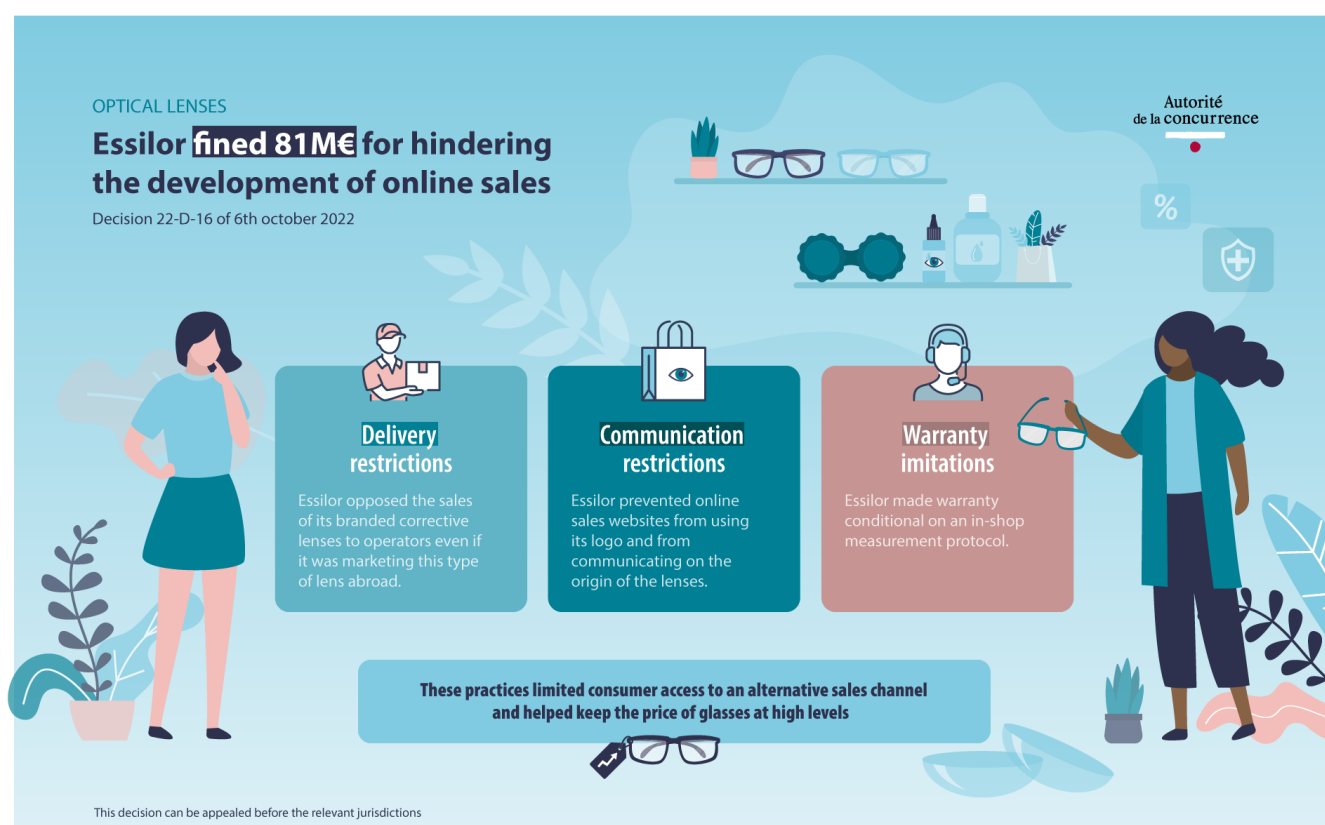 OPTICAL LENSES
Essilor fined 81M€ for hindering
the development of online sales
Decision 22-D-16 of 6th october 2022
Autorité
de la concurrence
%
Delivery
restrictions
Essilor opposed the sales
of its branded corrective
lenses to operators even if
it was marketing this type
of lens abroad.
Communication
restrictions
Essilor prevented online
sales websites from using
its logo and from
communicating on the
origin of the lenses.
Warranty
imitations
Essilor made warranty
conditional on an in-shop
measurement protocol.
These practices limited consumer access to an alternative sales channel
and helped keep the price of glasses at high levels
This decision can be appealed before the relevant jurisdictions